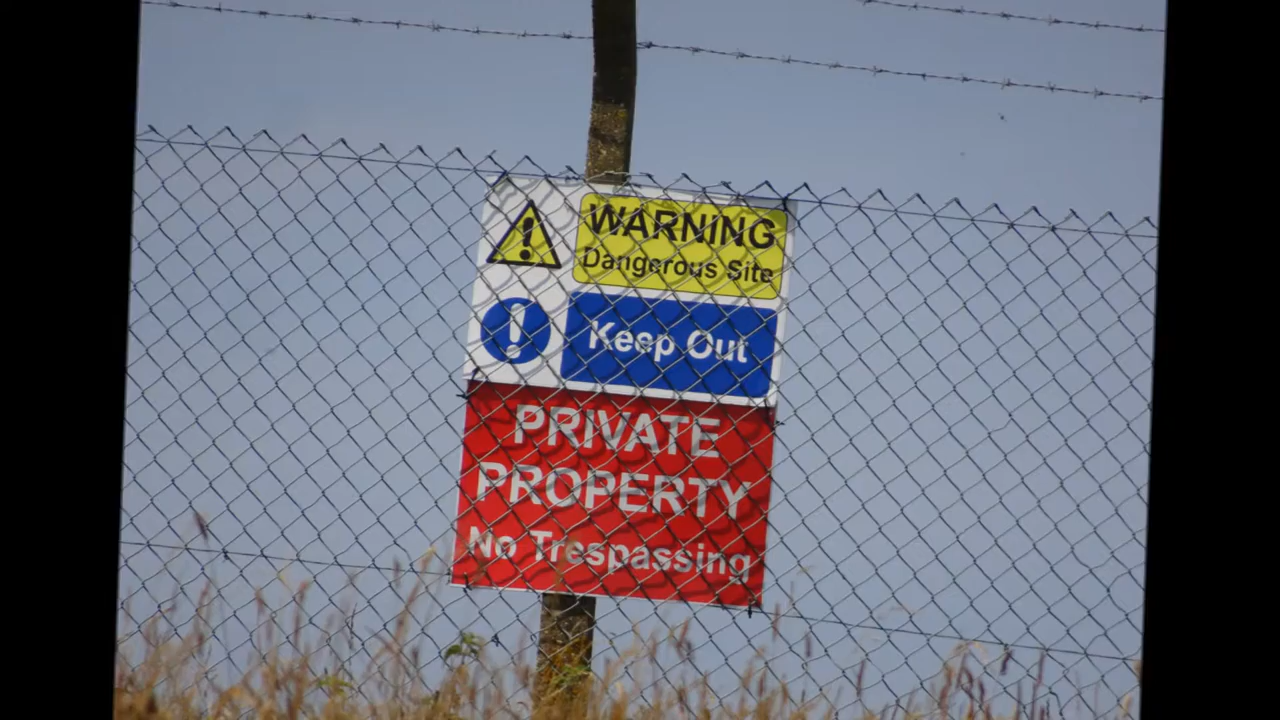 WARNING
Dangerous Site
Keep Out
PRIVATE
PROPERTY
No Trespassing